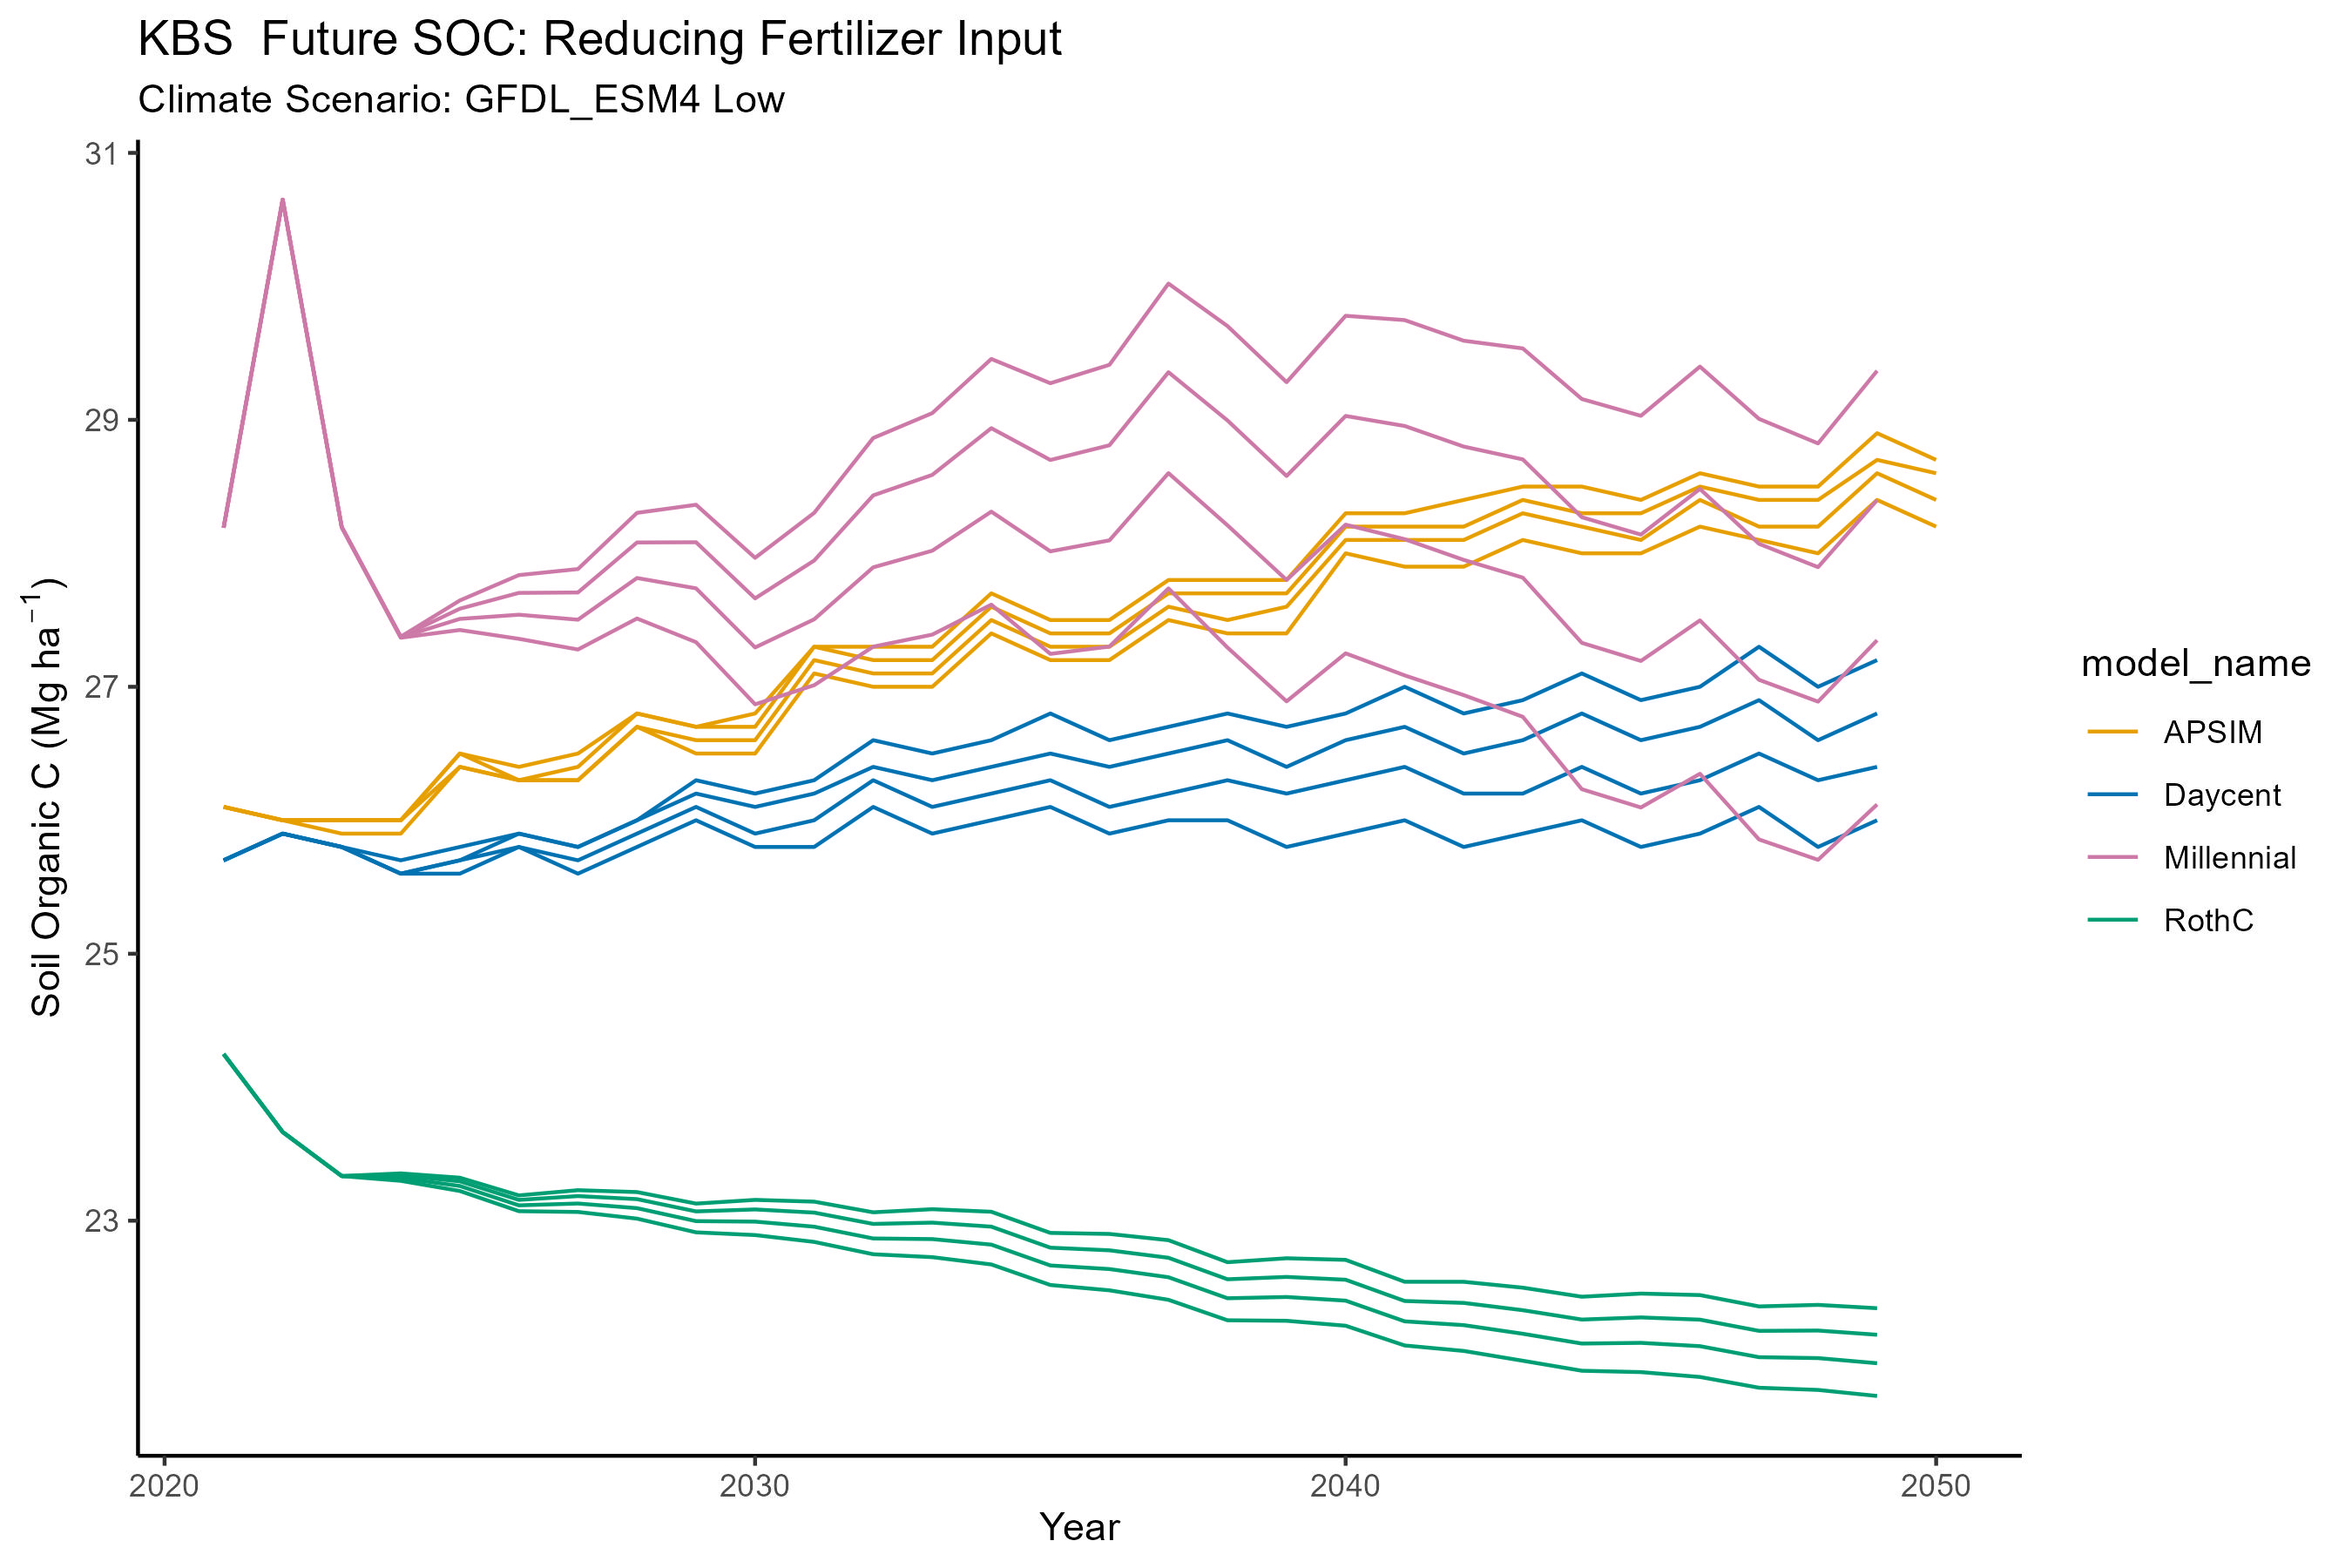 KBS  Future SOC: Reducing Fertilizer Input
Climate Scenario: GFDL_ESM4 Low
31
29
27
25
23
Soil Organic C (Mg ha⁻¹)
2020
2030
2040
2050
Year
model_name
APSIM
Daycent
Millennial
RothC